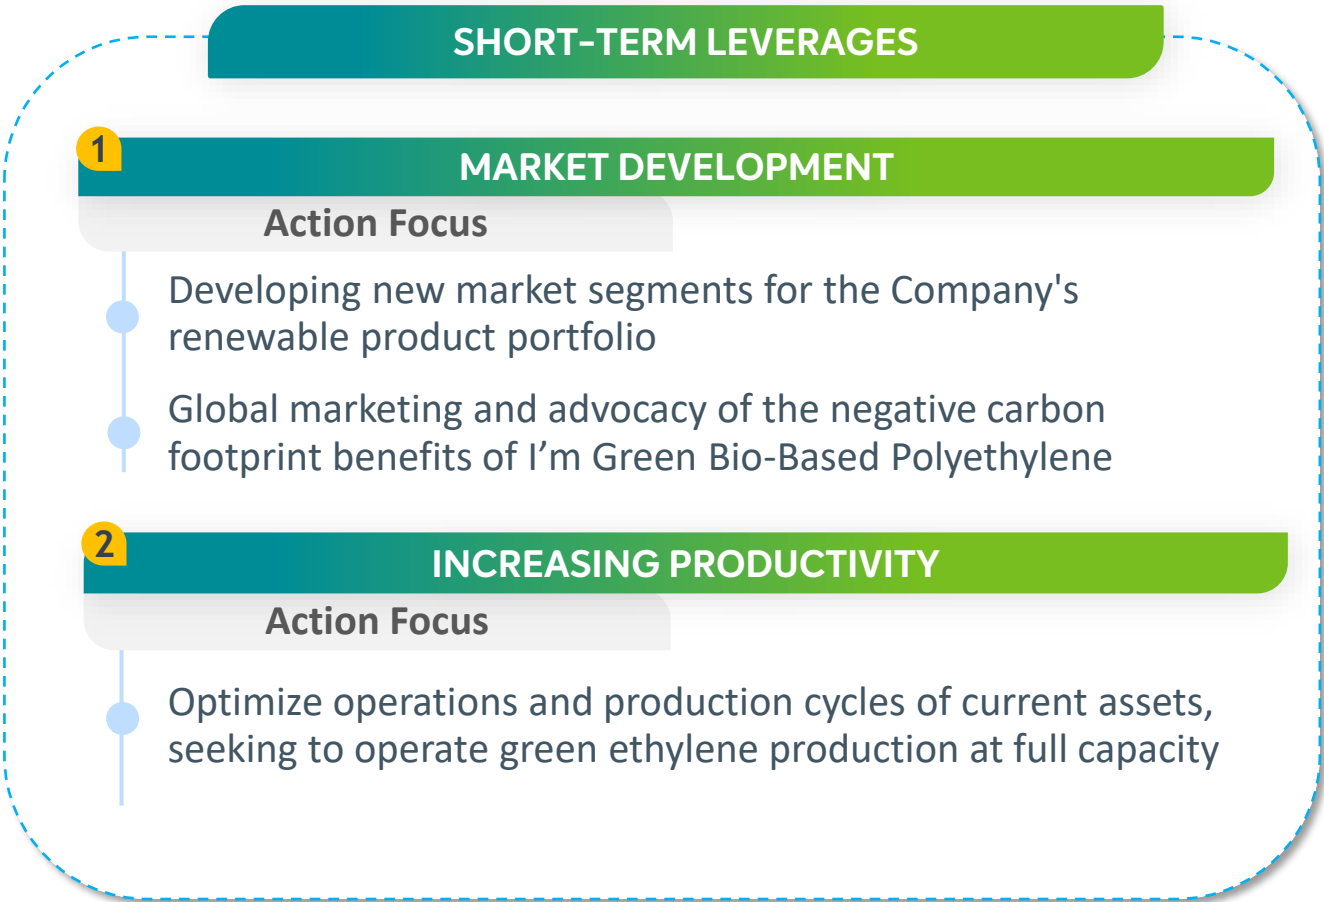 SHORT-TERM LEVERAGES
1
MARKET DEVELOPMENT
Action Focus
Developing new market segments for the Company's
renewable product portfolio
Global marketing and advocacy of the negative carbon
footprint benefits of I’m Green Bio-Based Polyethylene
2
INCREASING PRODUCTIVITY
Action Focus
Optimize operations and production cycles of current assets,
seeking to operate green ethylene production at full capacity